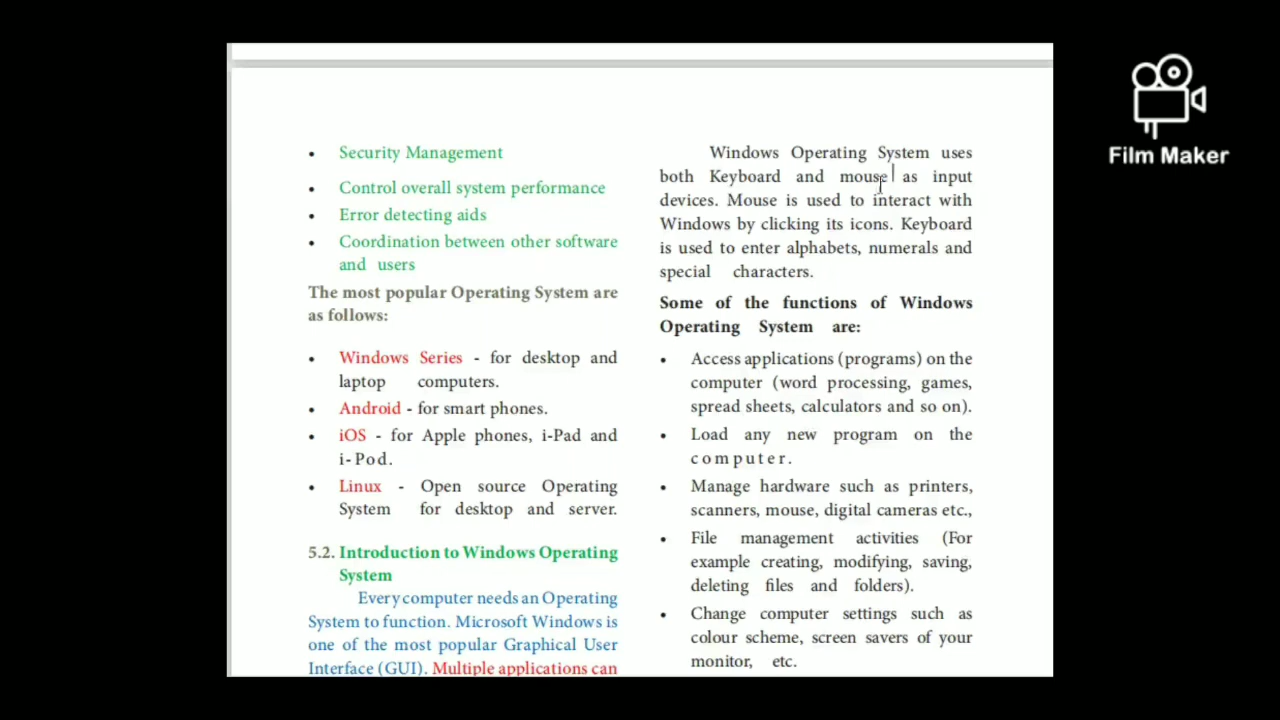 • Security Management
• Control overall system performance
• Error detecting aids
• Coordination between other software
and users
The most popular Operating System are
as follows:
• Windows Series - for desktop and
laptop computers.
• Android - for smart phones.
• iOS - for Apple phones, i-Pad and
i-Pod.
• Linux - Open source Operating
System for desktop and server.
5.2. Introduction to Windows Operating
System
Every computer needs an Operating
System to function. Microsoft Windows is
one of the most popular Graphical User
Interface (GUI). Multiple applications can
Windows Operating System uses
both Keyboard and mouse as input
devices. Mouse is used to interact with
Windows by clicking its icons. Keyboard
is used to enter alphabets, numerals and
special characters.
Some of the functions of Windows
Operating System are:
• Access applications (programs) on the
computer (word processing, games,
spread sheets, calculators and so on).
• Load any new program on the
computer.
• Manage hardware such as printers,
scanners, mouse, digital cameras etc.,
• File management activities (For
example creating, modifying, saving,
deleting files and folders).
• Change computer settings such as
colour scheme, screen savers of your
monitor, etc.
Film Maker